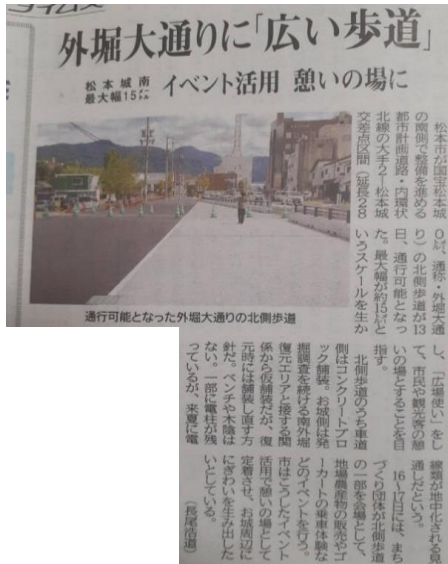 タイムス
外堀大通りに「広い歩道」
松本城南
最大幅15メートル
イベント活用 憩いの場に
松本市が国宝松本城
の南側で整備を進める
都市計画道路・内環状
北線の大手2―松本城
交差点区間(延長28
0メートル、通称・外堀大通
り)の北側歩道が13
日、通行可能となっ
た。最大幅が約15メートルと
いうスケールを生か
通行可能となった外堀大通りの北側歩道
し、「広場使い」をし
て、市民や観光客の憩
いの場とすることを目
指す。
北側歩道のうち車道
側はコンクリートブロ
ック舗装。お城側は発
掘調査を続ける南外堀
復元エリアと接する関
係から仮舗装だが、復
元時には舗装し直す方
針だ。ベンチや木陰は
ない。一部に電柱が残
っているが、来夏に電
線類が地中化される見
通しだという。
16~17日には、まち
づくり団体が北側歩道
の一部を会場として、
地場農産物の販売やゴ
ーカートの乗車体験な
どのイベントを行う。
市はこうしたイベント
活用で憩いの場として
定着させ、お城周辺に
にぎわいを生み出した
いとしている。
(長尾浩道)